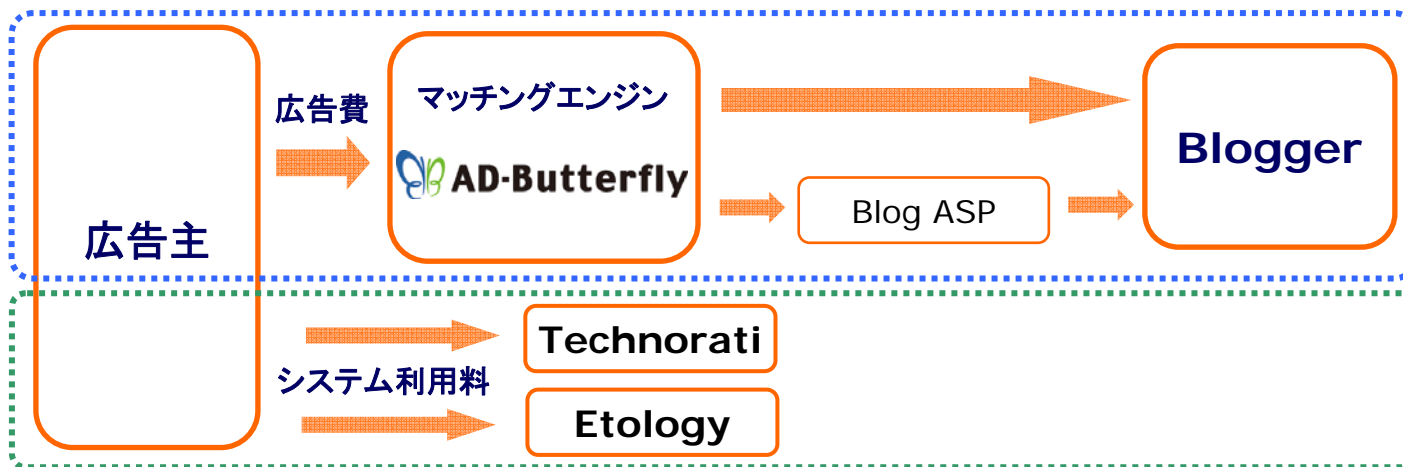 広告主
広告費
マッチングエンジン
AD-Butterfly
Blog ASP
Blogger
システム利用料
Technorati
Etology